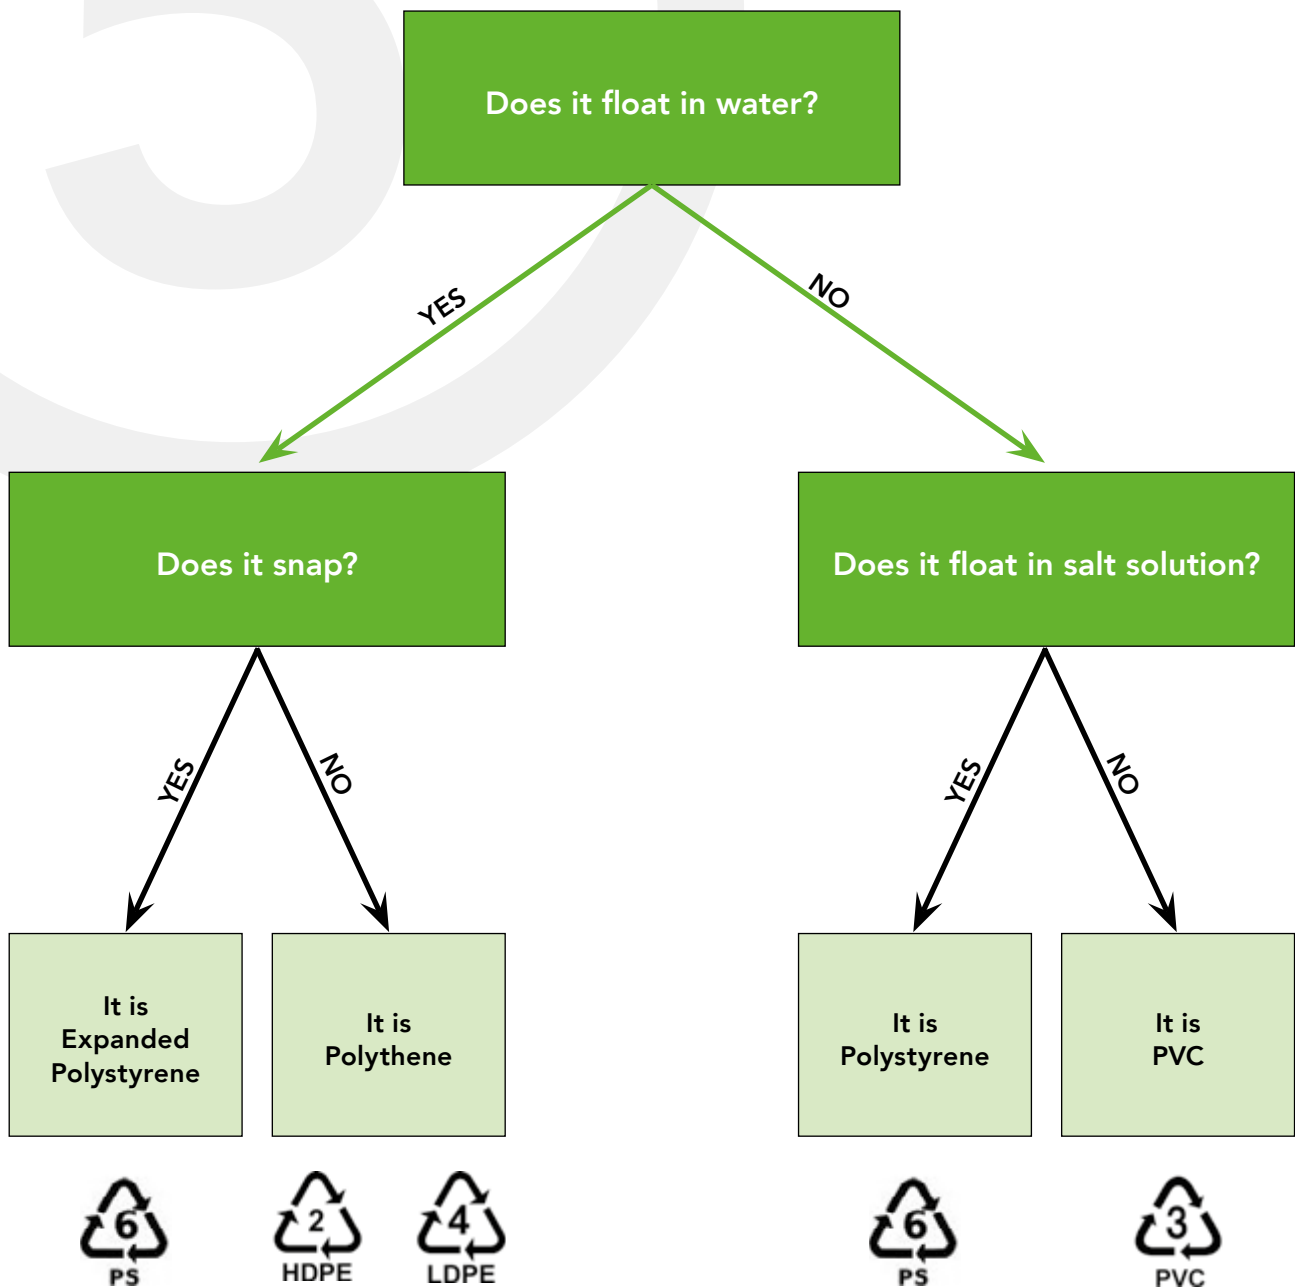 Does it float in water?
YES
NO
Does it snap?
Does it float in salt solution?
YES
NO
YES
NO
It is
Expanded
Polystyrene
It is
Polythene
It is
Polystyrene
It is
PVC
6
PS
2
HDPE
4
LDPE
6
PS
3
PVC